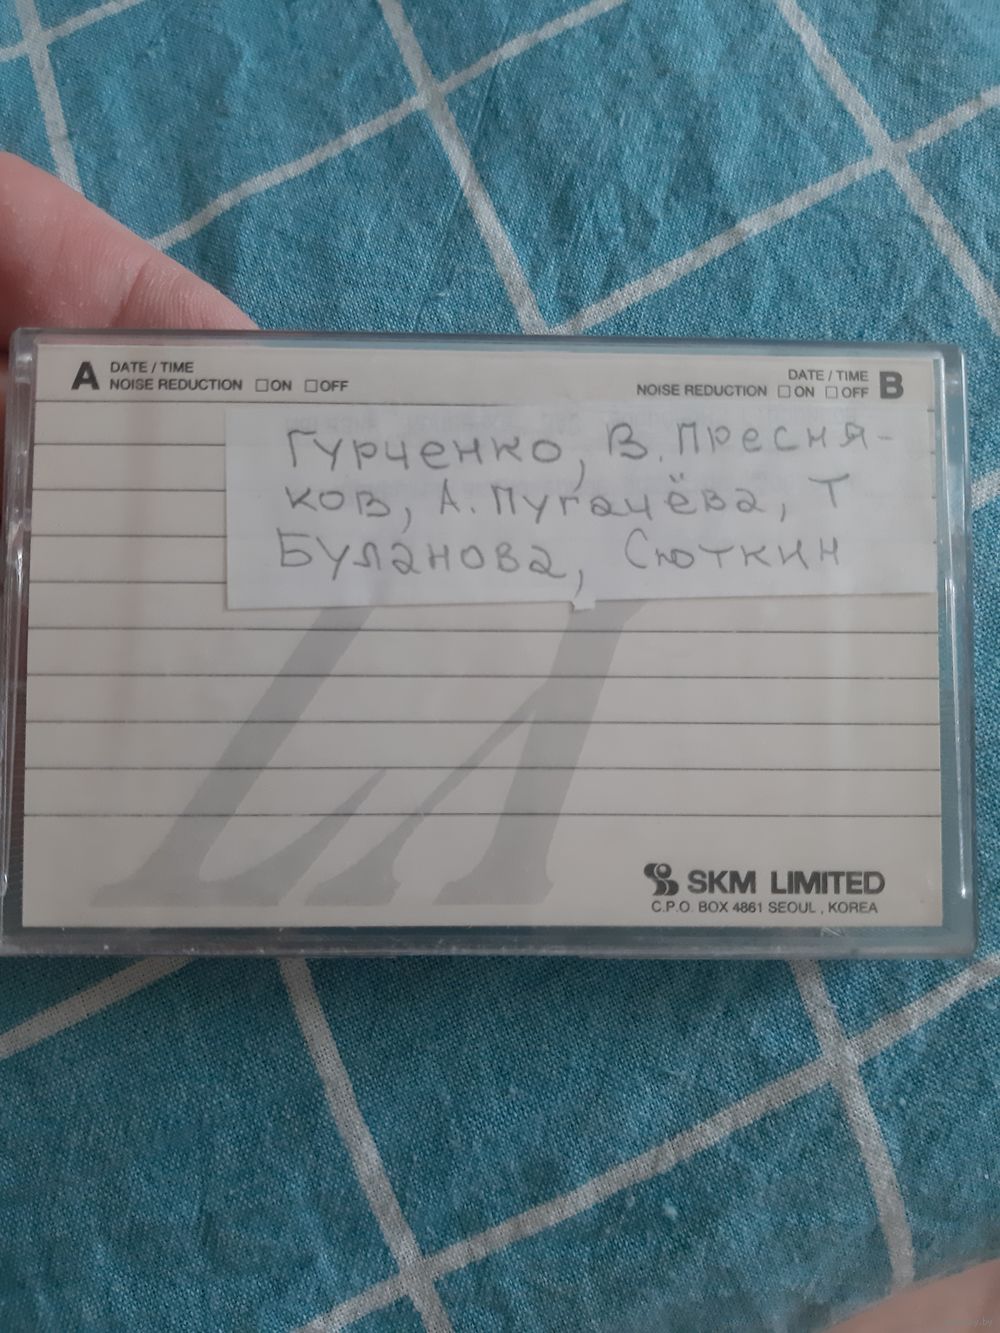 A DATE / TIME
NOISE REDUCTION ☐ON ☐OFF
DATE / TIME B
NOISE REDUCTION ☐ON ☐OFF
Гурченко, В. Пресня-
ков, А. Пугачёва, Т
Буланова, Сюткин
LA
SKM LIMITED
C.P.O. BOX 4861 SEOUL , KOREA